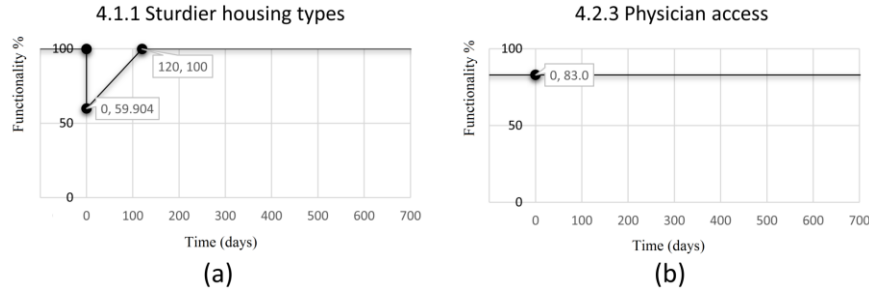 4.1.1 Sturdier housing types
Functionality %
100
50
0
120, 100
0, 59.904
0 100 200 300 400 500 600 700
Time (days)
(a)
4.2.3 Physician access
Functionality %
100
50
0
0, 83.0
0 100 200 300 400 500 600 700
Time (days)
(b)